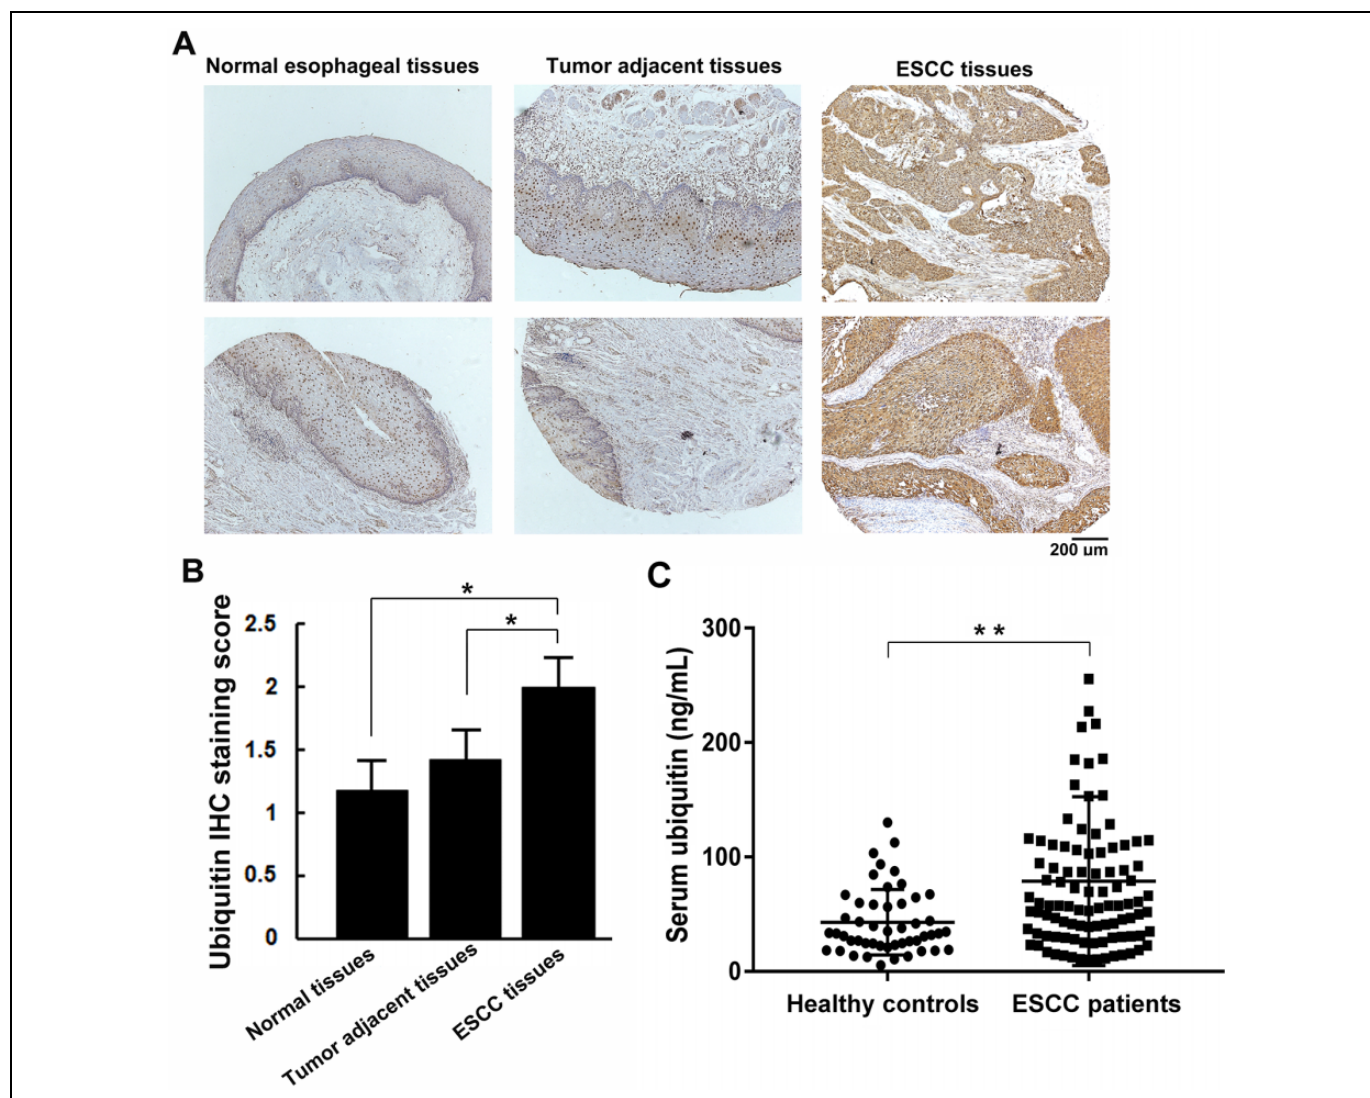 A
Normal esophageal tissues
Tumor adjacent tissues
ESCC tissues
200 um
B
Ubiquitin IHC staining score
2.5
2
1.5
1
0.5
0
*
*
Normal tissues
Tumor adjacent tissues
ESCC tissues
C
Serum ubiquitin (ng/mL)
300
200
100
0
* *
Healthy controls
ESCC patients